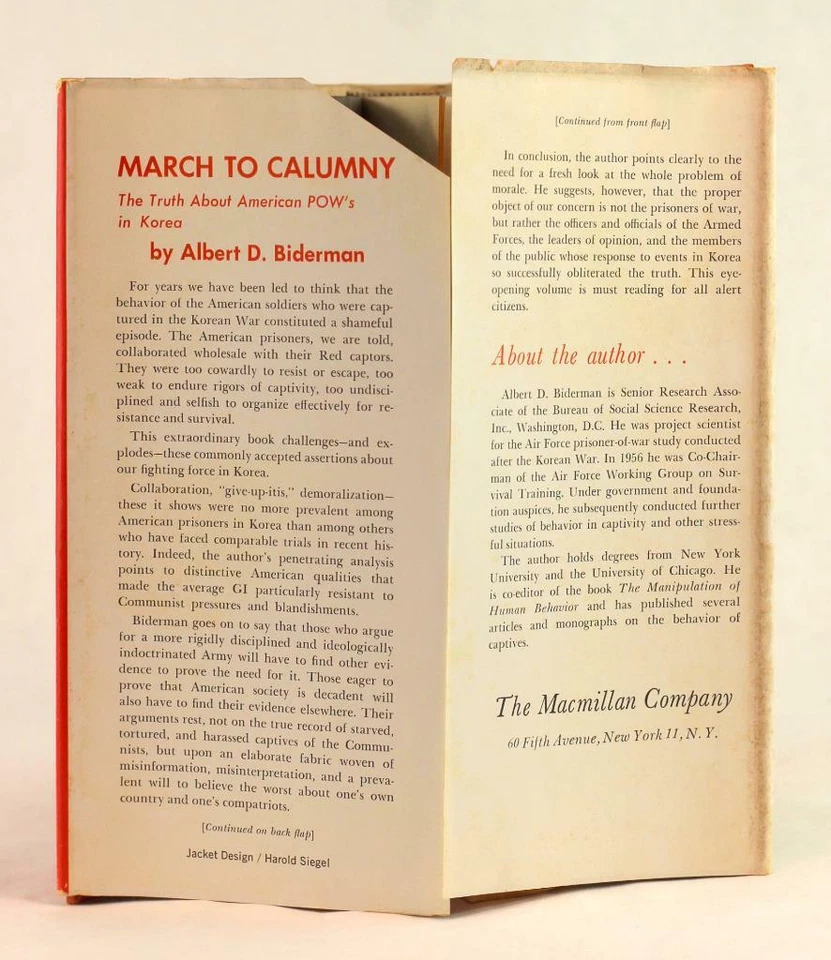 MARCH TO CALUMNY
The Truth About American POW's
in Korea
by Albert D. Biderman
For years we have been led to think that the
behavior of the American soldiers who were cap-
tured in the Korean War constituted a shameful
episode. The American prisoners, we are told,
collaborated wholesale with their Red captors.
They were too cowardly to resist or escape, too
weak to endure rigors of captivity, too undisci-
plined and selfish to organize effectively for re-
sistance and survival.
This extraordinary book challenges—and ex-
plodes—these commonly accepted assertions about
our fighting force in Korea.
Collaboration, "give-up-itis," demoralization—
these it shows were no more prevalent among
American prisoners in Korea than among others
who have faced comparable trials in recent his-
tory. Indeed, the author's penetrating analysis
points to distinctive American qualities that
made the average GI particularly resistant to
Communist pressures and blandishments.
Biderman goes on to say that those who argue
for a more rigidly disciplined and ideologically
indoctrinated Army will have to find other evi-
dence to prove the need for it. Those eager to
prove that American society is decadent will
also have to find their evidence elsewhere. Their
arguments rest, not on the true record of starved,
tortured, and harassed captives of the Commu-
nists, but upon an elaborate fabric woven of
misinformation, misinterpretation, and a preva-
lent will to believe the worst about one's own
country and one's compatriots.
[Continued on back flap]
Jacket Design / Harold Siegel
[Continued from front flap]
In conclusion, the author points clearly to the
need for a fresh look at the whole problem of
morale. He suggests, however, that the proper
object of our concern is not the prisoners of war,
but rather the officers and officials of the Armed
Forces, the leaders of opinion, and the members
of the public whose response to events in Korea
so successfully obliterated the truth. This eye-
opening volume is must reading for all alert
citizens.
About the author . . .
Albert D. Biderman is Senior Research Asso-
ciate of the Bureau of Social Science Research,
Inc., Washington, D.C. He was project scientist
for the Air Force prisoner-of-war study conducted
after the Korean War. In 1956 he was Co-Chair-
man of the Air Force Working Group on Sur-
vival Training. Under government and founda-
tion auspices, he subsequently conducted further
studies of behavior in captivity and other stress-
ful situations.
The author holds degrees from New York
University and the University of Chicago. He
is co-editor of the book The Manipulation of
Human Behavior and has published several
articles and monographs on the behavior of
captives.
The Macmillan Company
60 Fifth Avenue, New York 11, N. Y.